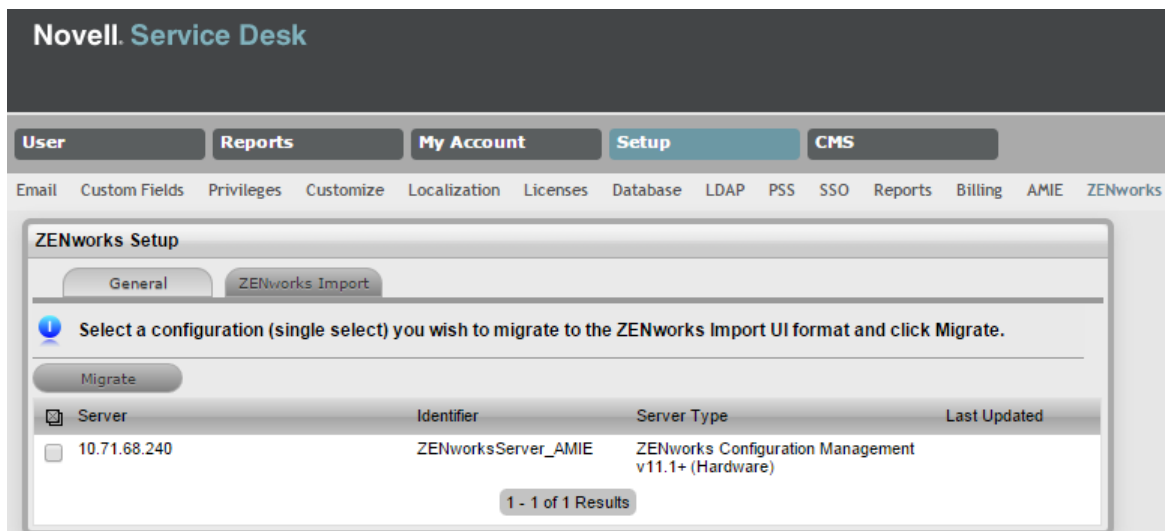 Novell. Service Desk
User Reports My Account Setup CMS
Email Custom Fields Privileges Customize Localization Licenses Database LDAP PSS SSO Reports Billing AMIE ZENworks
ZENworks Setup
General ZENworks Import
Select a configuration (single select) you wish to migrate to the ZENworks Import UI format and click Migrate.
Migrate
Server Identifier Server Type Last Updated
10.71.68.240 ZENworksServer_AMIE ZENworks Configuration Management
v11.1+ (Hardware)
1 - 1 of 1 Results